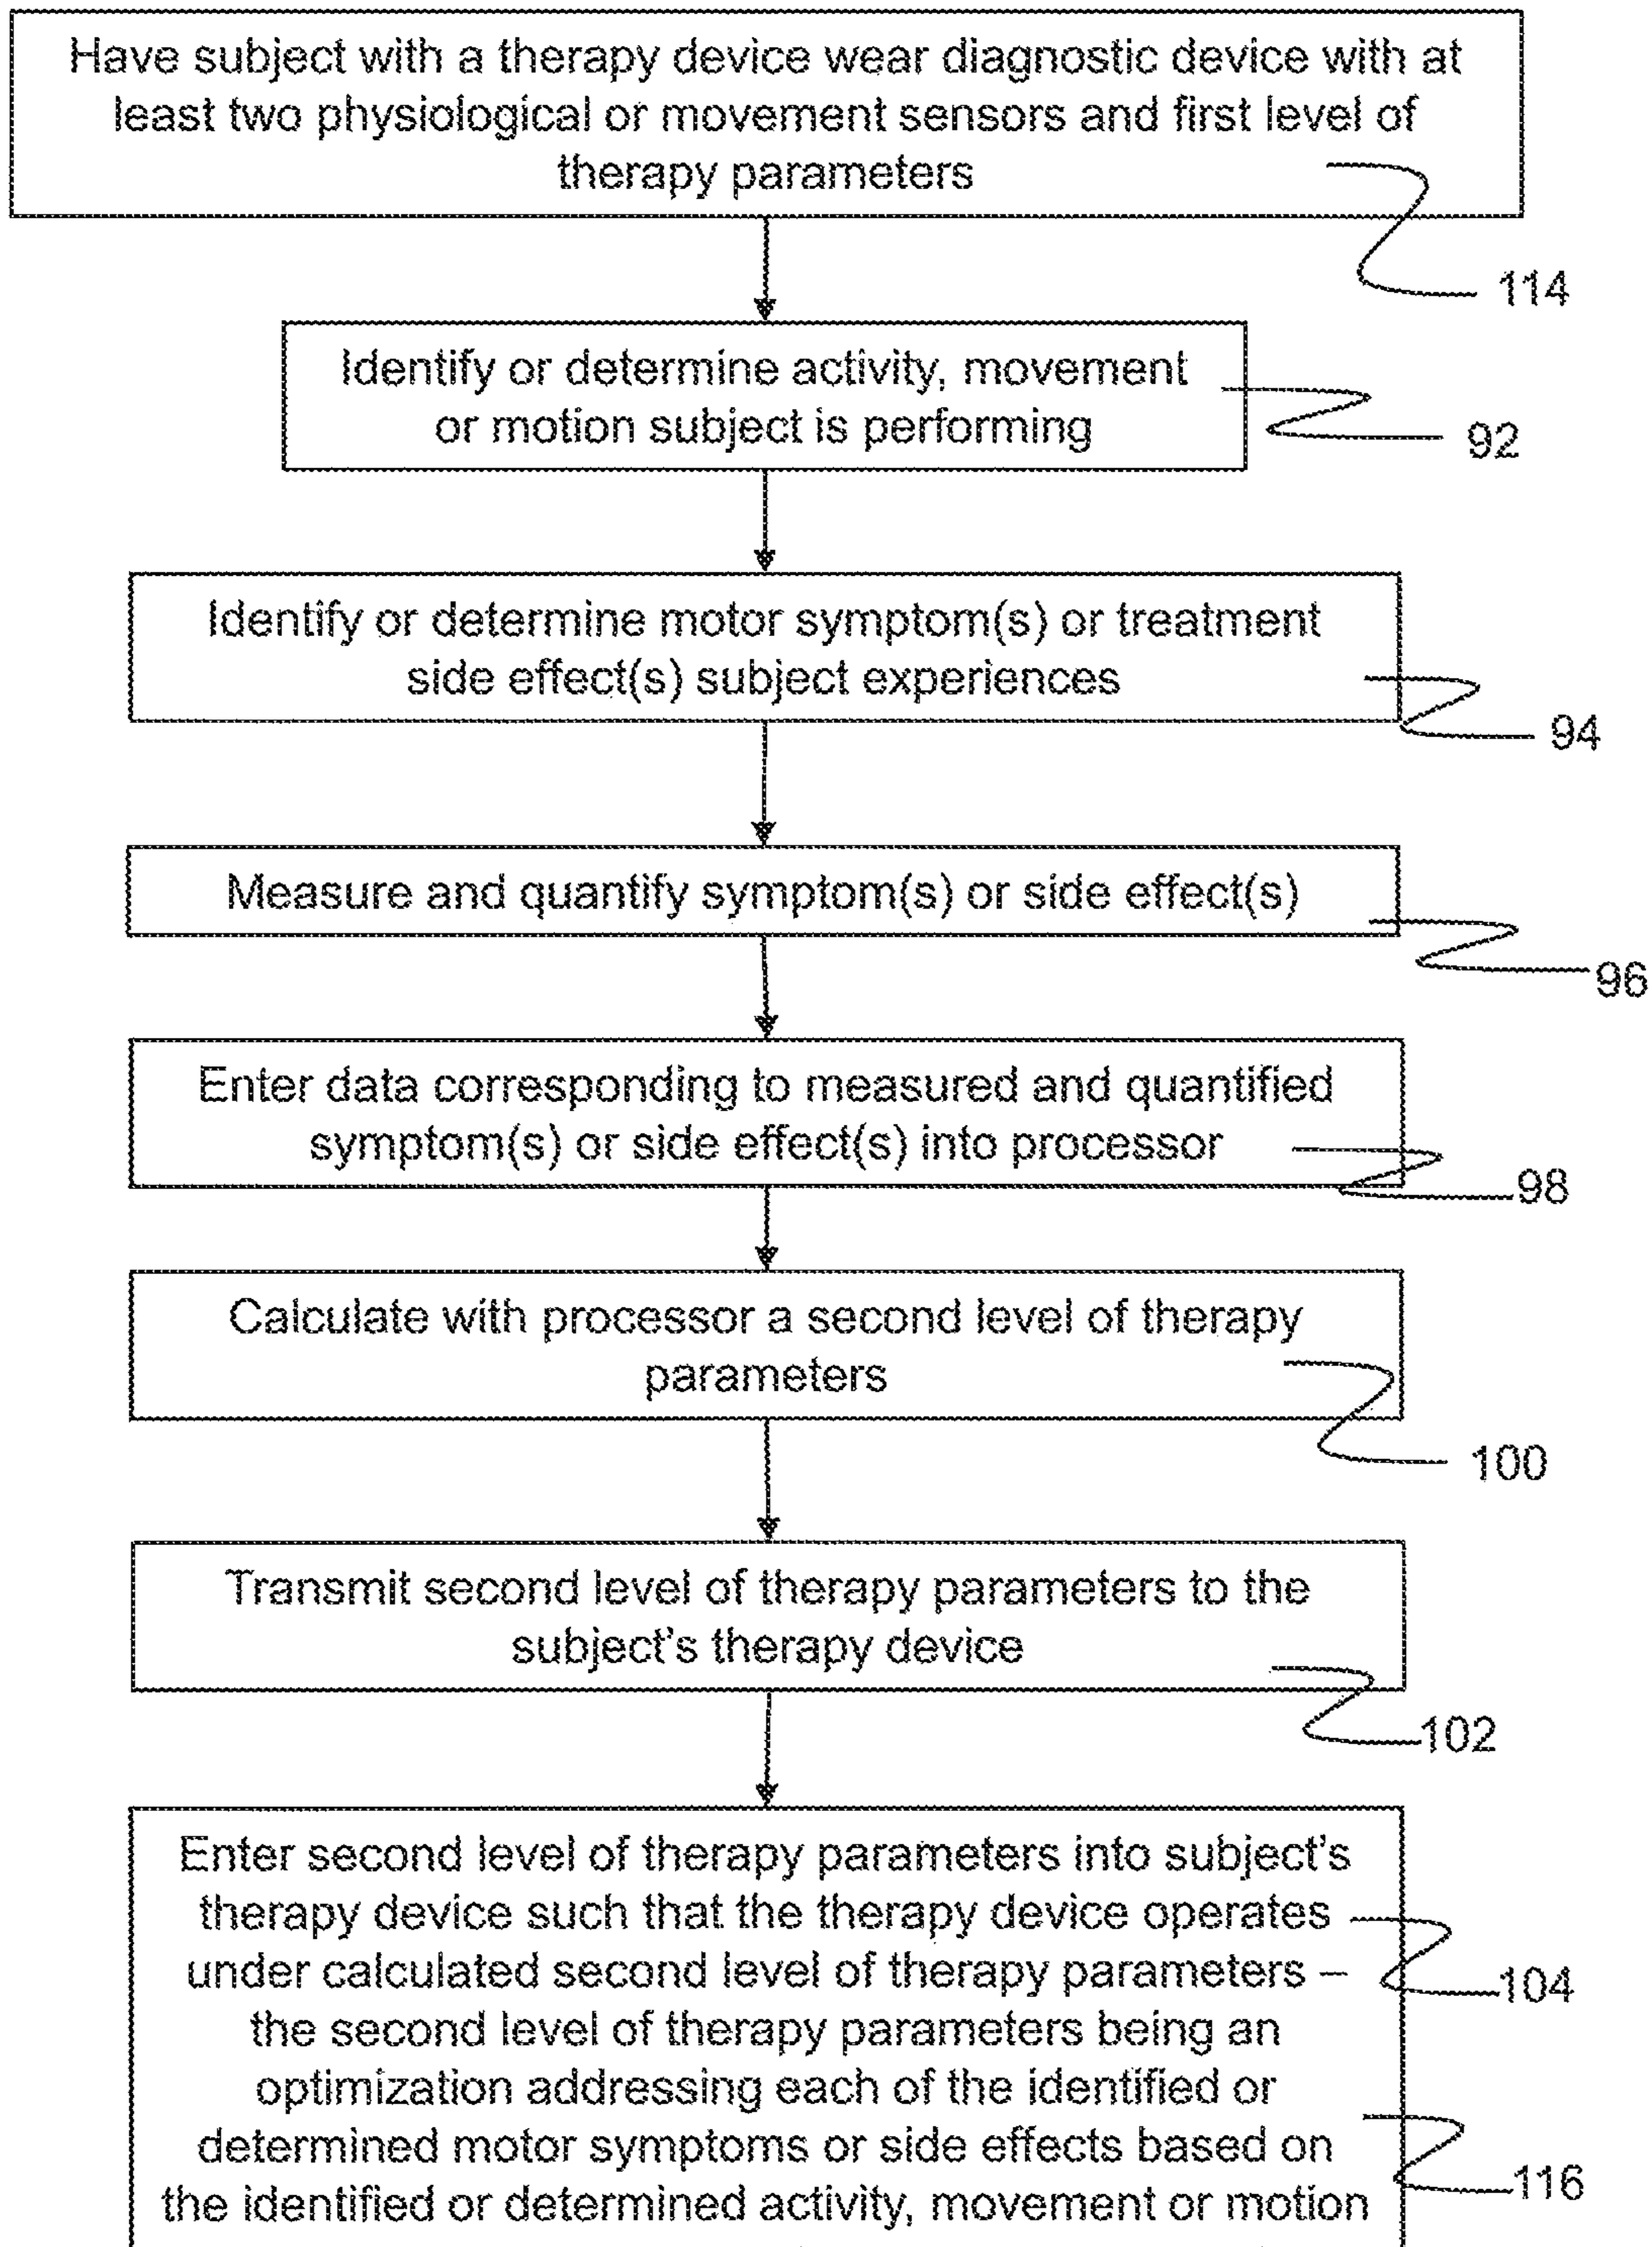 Have subject with a therapy device wear diagnostic device with at
least two physiological or movement sensors and first level of
therapy parameters
114
Identify or determine activity, movement
or motion subject is performing
92
Identify or determine motor symptom(s) or treatment
side effect(s) subject experiences
94
Measure and quantify symptom(s) or side effect(s)
96
Enter data corresponding to measured and quantified
symptom(s) or side effect(s) into processor
98
Calculate with processor a second level of therapy
parameters
100
Transmit second level of therapy parameters to the
subject's therapy device
102
Enter second level of therapy parameters into subject's
therapy device such that the therapy device operates
under calculated second level of therapy parameters –
104
the second level of therapy parameters being an
optimization addressing each of the identified or
determined motor symptoms or side effects based on
the identified or determined activity, movement or motion
116